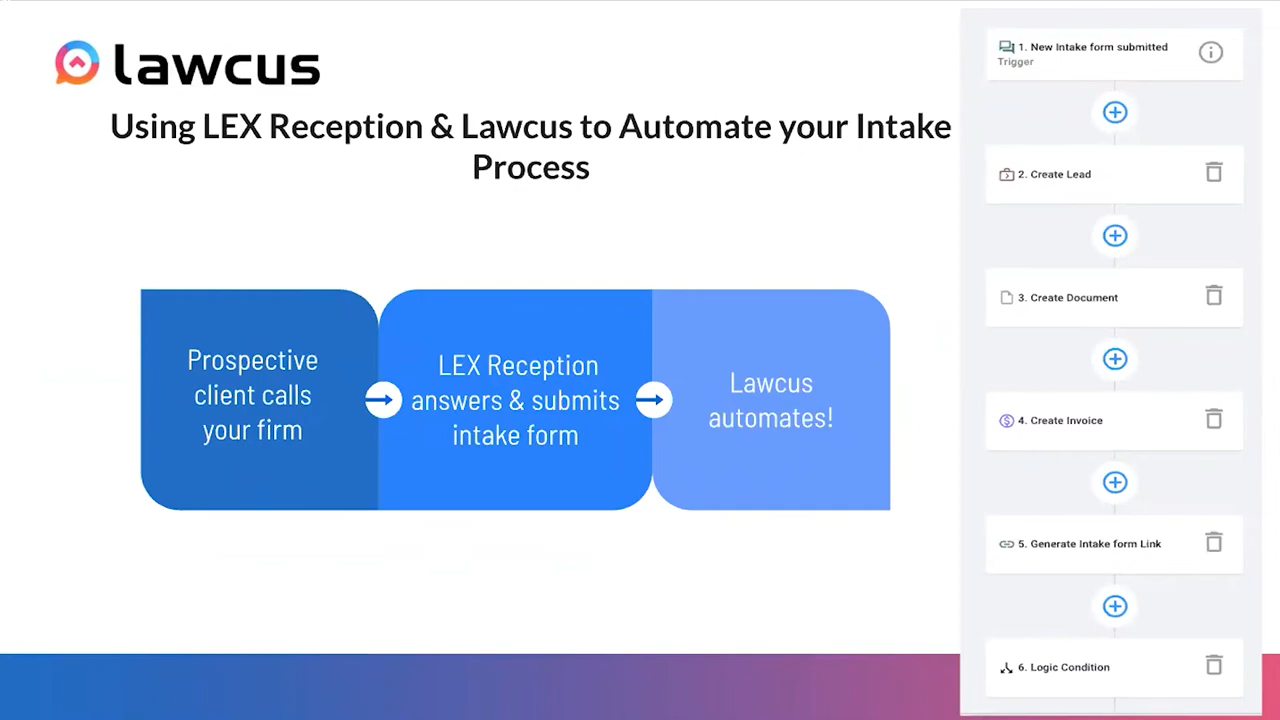 lawcus
Using LEX Reception & Lawcus to Automate your Intake
Process
Prospective
client calls
your firm
LEX Reception
answers & submits
intake form
Lawcus
automates!
1. New Intake form submitted
Trigger
2. Create Lead
3. Create Document
4. Create Invoice
5. Generate Intake form Link
6. Logic Condition